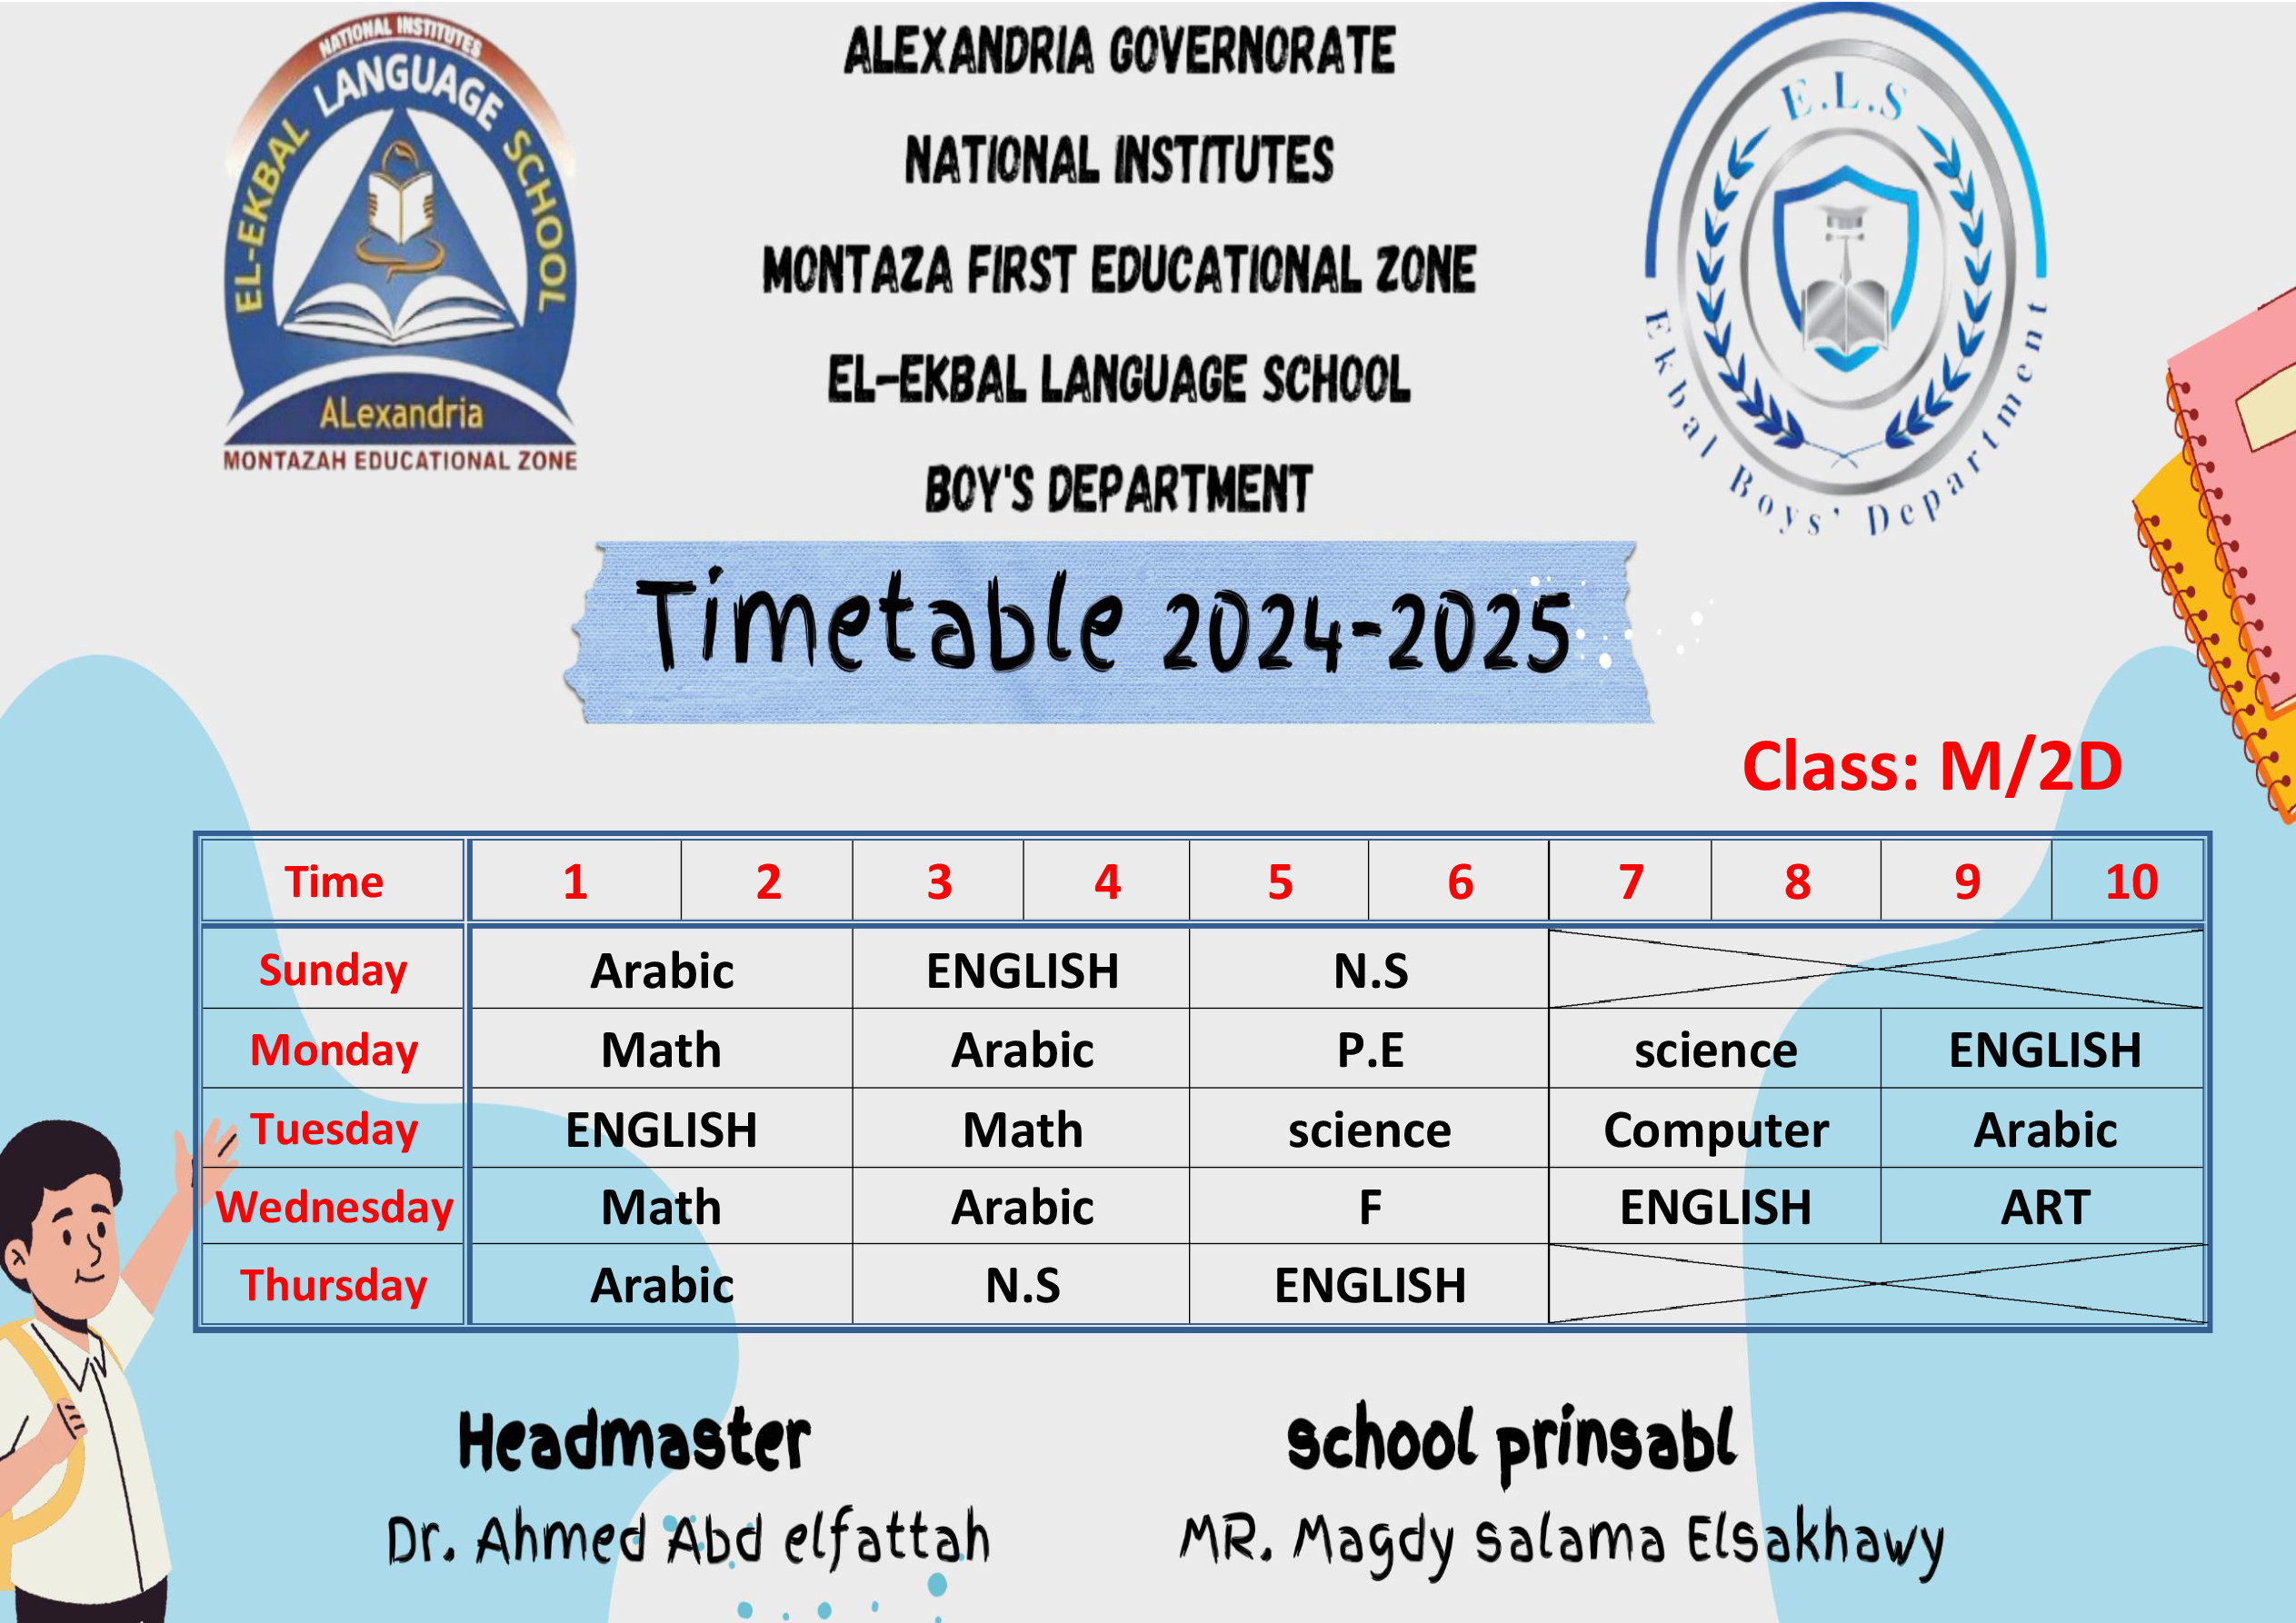 NATIONAL INSTITUTES
EL-EKBAL LANGUAGE SCHOOL
ALexandria
MONTAZAH EDUCATIONAL ZONE
ALEXANDRIA GOVERNORATE
NATIONAL INSTITUTES
MONTAZA FIRST EDUCATIONAL ZONE
EL-EKBAL LANGUAGE SCHOOL
BOY'S DEPARTMENT
E.L.S
Ekbal Boys' Department
Timetable 2024-2025
Class: M/2D
Time 1 2 3 4 5 6 7 8 9 10
Sunday Arabic ENGLISH N.S
Monday Math Arabic P.E science ENGLISH
Tuesday ENGLISH Math science Computer Arabic
Wednesday Math Arabic F ENGLISH ART
Thursday Arabic N.S ENGLISH
Headmaster school prinsabl
Dr. Ahmed Abd elfattah MR. Magdy salama Elsakhawy